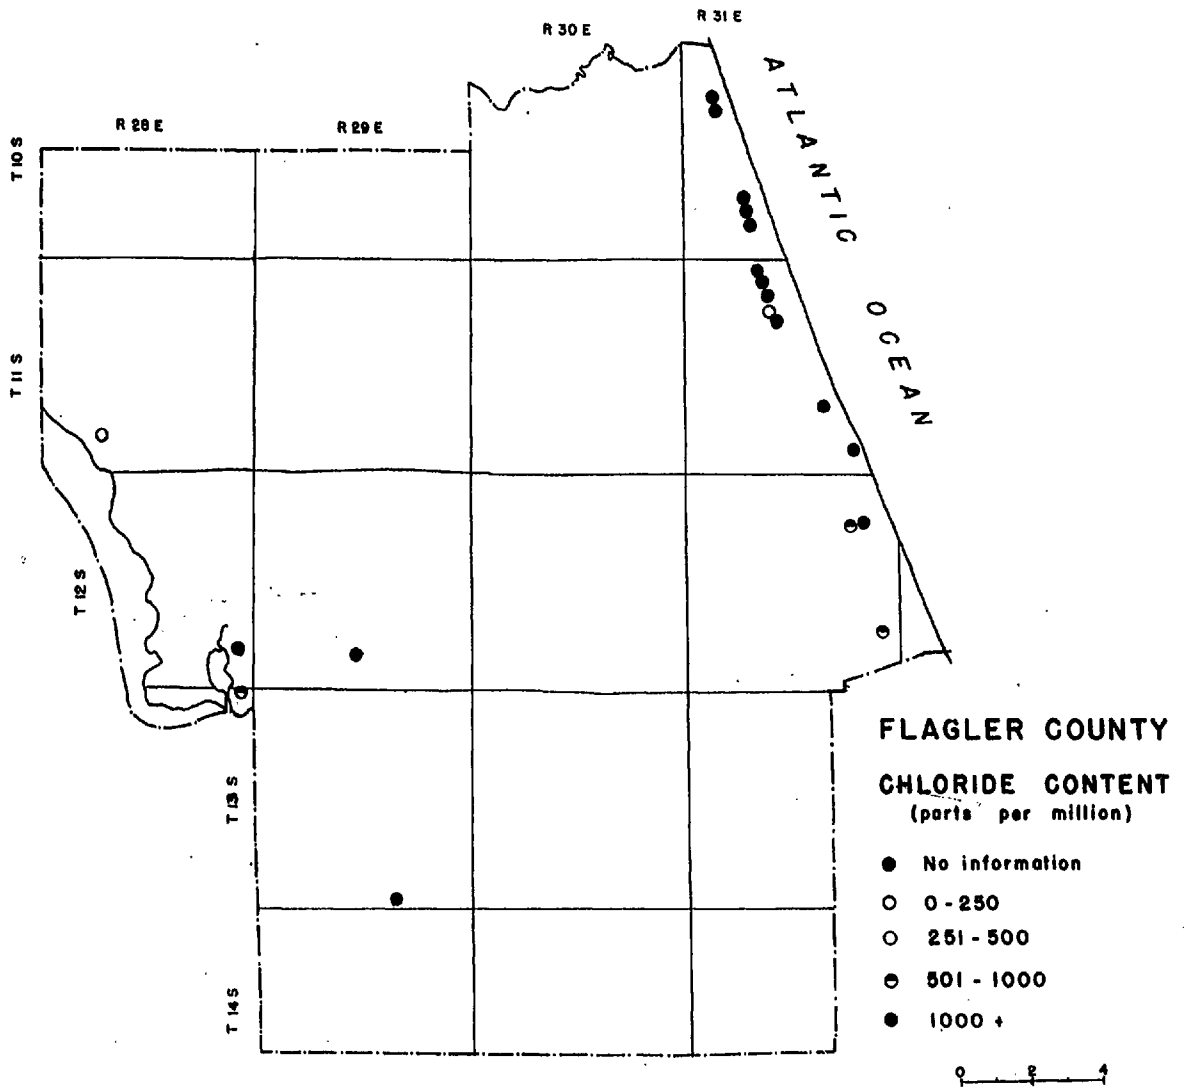 R 31 E
R 30 E
R 28 E
R 29 E
T 10 S
ATLANTIC OCEAN
T 11 S
T 12 S
T 13 S
T 14 S
FLAGLER COUNTY
CHLORIDE CONTENT
(parts per million)
No information
0 - 250
251 - 500
501 - 1000
1000 +
0 2 4